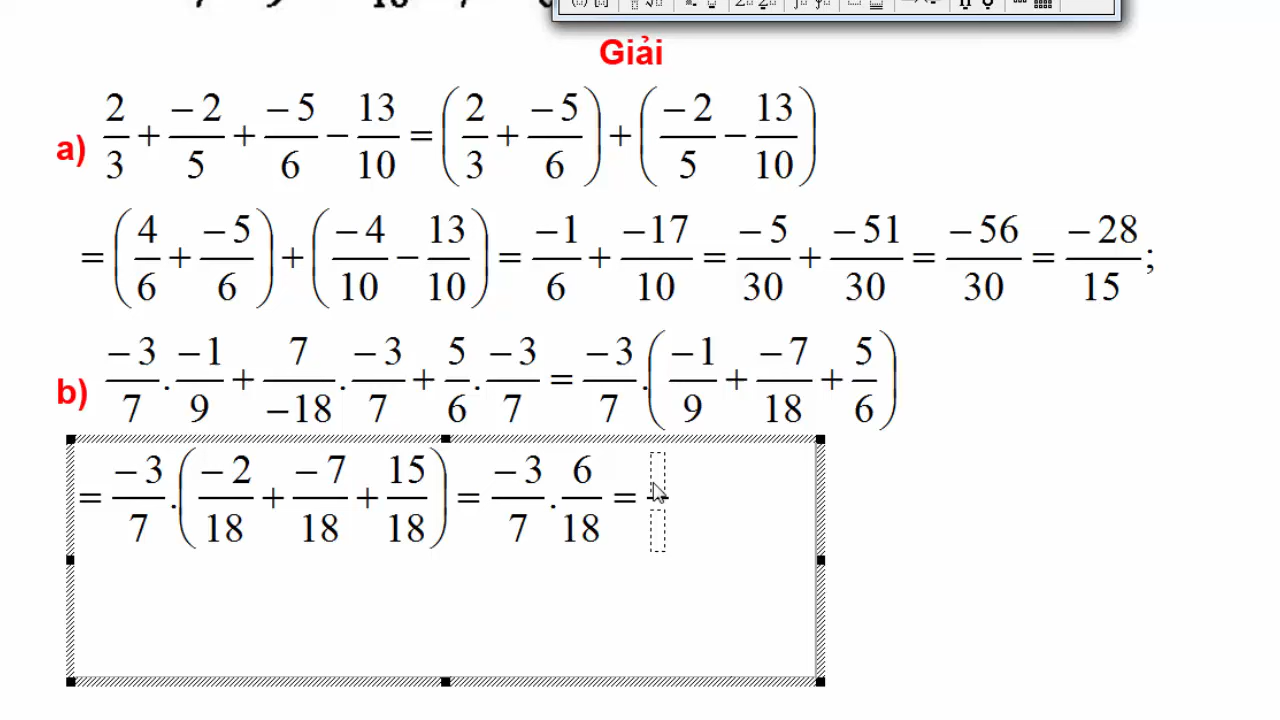 Giải
a) 2/3 + -2/5 + -5/6 − 13/10 = (2/3 + -5/6) + (-2/5 − 13/10)
= (4/6 + -5/6) + (-4/10 − 13/10) = -1/6 + -17/10 = -5/30 + -51/30 = -56/30 = -28/15;
b) -3/7 . -1/9 + 7/-18 . -3/7 + 5/6 . -3/7 = -3/7 . (-1/9 + -7/18 + 5/6)
= -3/7 . (-2/18 + -7/18 + 15/18) = -3/7 . 6/18 =